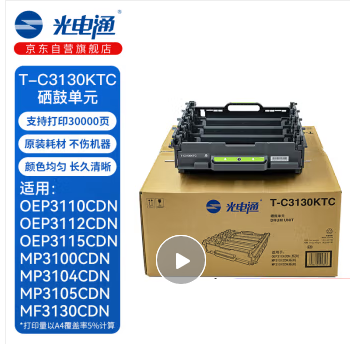 光电通
京东自营旗舰店
T-C3130KTC
硒鼓单元
支持打印30000页
原装耗材 不伤机器
颜色均匀 长久清晰
适用：
OEP3110CDN
OEP3112CDN
OEP3115CDN
MP3100CDN
MP3104CDN
MP3105CDN
MF3130CDN
*打印量以A4覆盖率5%计算
光电通
T-C3130KTC
DRUM UNIT